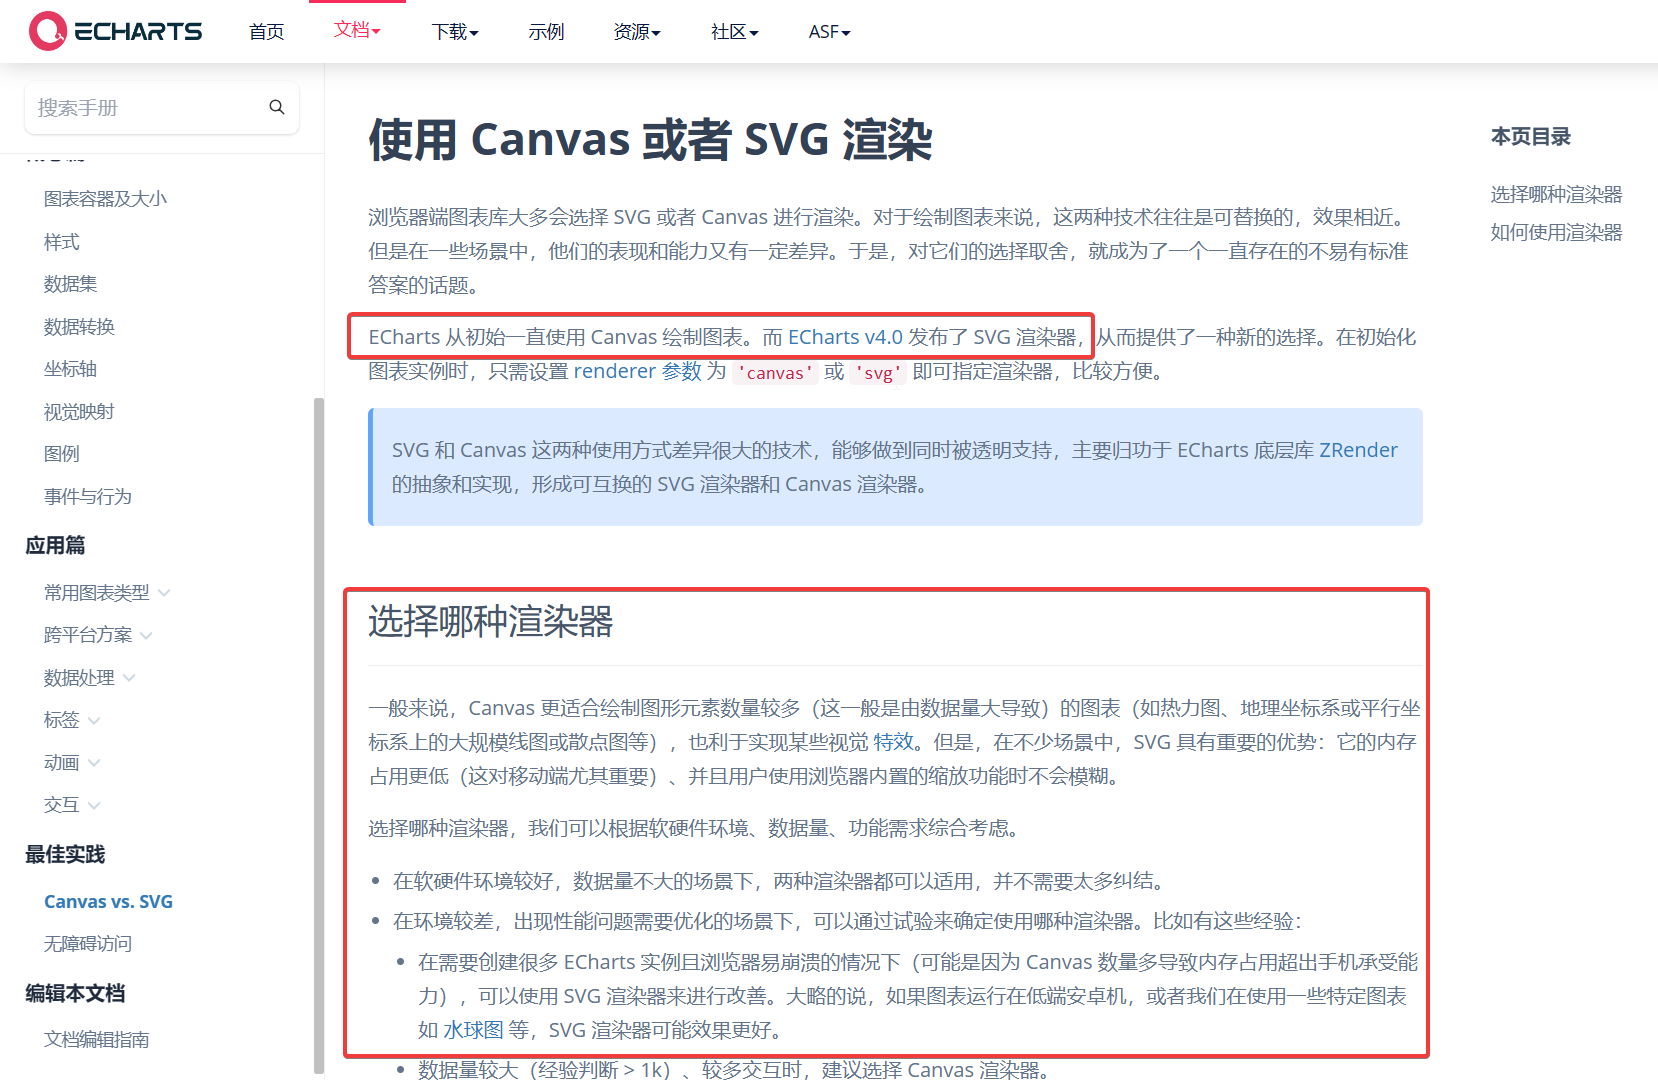 ECHARTS 首页 文档 下载 示例 资源 社区 ASF
搜索手册
图表容器及大小
样式
数据集
数据转换
坐标轴
视觉映射
图例
事件与行为
应用篇
常用图表类型
跨平台方案
数据处理
标签
动画
交互
最佳实践
Canvas vs. SVG
无障碍访问
编辑本文档
文档编辑指南
使用 Canvas 或者 SVG 渲染
浏览器端图表库大多会选择 SVG 或者 Canvas 进行渲染。对于绘制图表来说，这两种技术往往是可替换的，效果相近。
但是在一些场景中，他们的表现和能力又有一定差异。于是，对它们的选择取舍，就成为了一个一直存在的不易有标准
答案的话题。
ECharts 从初始一直使用 Canvas 绘制图表。而 ECharts v4.0 发布了 SVG 渲染器，从而提供了一种新的选择。在初始化
图表实例时，只需设置 renderer 参数 为 'canvas' 或 'svg' 即可指定渲染器，比较方便。
SVG 和 Canvas 这两种使用方式差异很大的技术，能够做到同时被透明支持，主要归功于 ECharts 底层库 ZRender
的抽象和实现，形成可互换的 SVG 渲染器和 Canvas 渲染器。
选择哪种渲染器
一般来说，Canvas 更适合绘制图形元素数量较多（这一般是由数据量大导致）的图表（如热力图、地理坐标系或平行坐
标系上的大规模线图或散点图等），也利于实现某些视觉 特效。但是，在不少场景中，SVG 具有重要的优势：它的内存
占用更低（这对移动端尤其重要）、并且用户使用浏览器内置的缩放功能时不会模糊。
选择哪种渲染器，我们可以根据软硬件环境、数据量、功能需求综合考虑。
• 在软硬件环境较好，数据量不大的场景下，两种渲染器都可以适用，并不需要太多纠结。
• 在环境较差，出现性能问题需要优化的场景下，可以通过试验来确定使用哪种渲染器。比如有这些经验：
• 在需要创建很多 ECharts 实例且浏览器易崩溃的情况下（可能是因为 Canvas 数量多导致内存占用超出手机承受能
力），可以使用 SVG 渲染器来进行改善。大略的说，如果图表运行在低端安卓机，或者我们在使用一些特定图表
如 水球图 等，SVG 渲染器可能效果更好。
• 数据量较大（经验判断 > 1k）、较多交互时，建议选择 Canvas 渲染器。
本页目录
选择哪种渲染器
如何使用渲染器